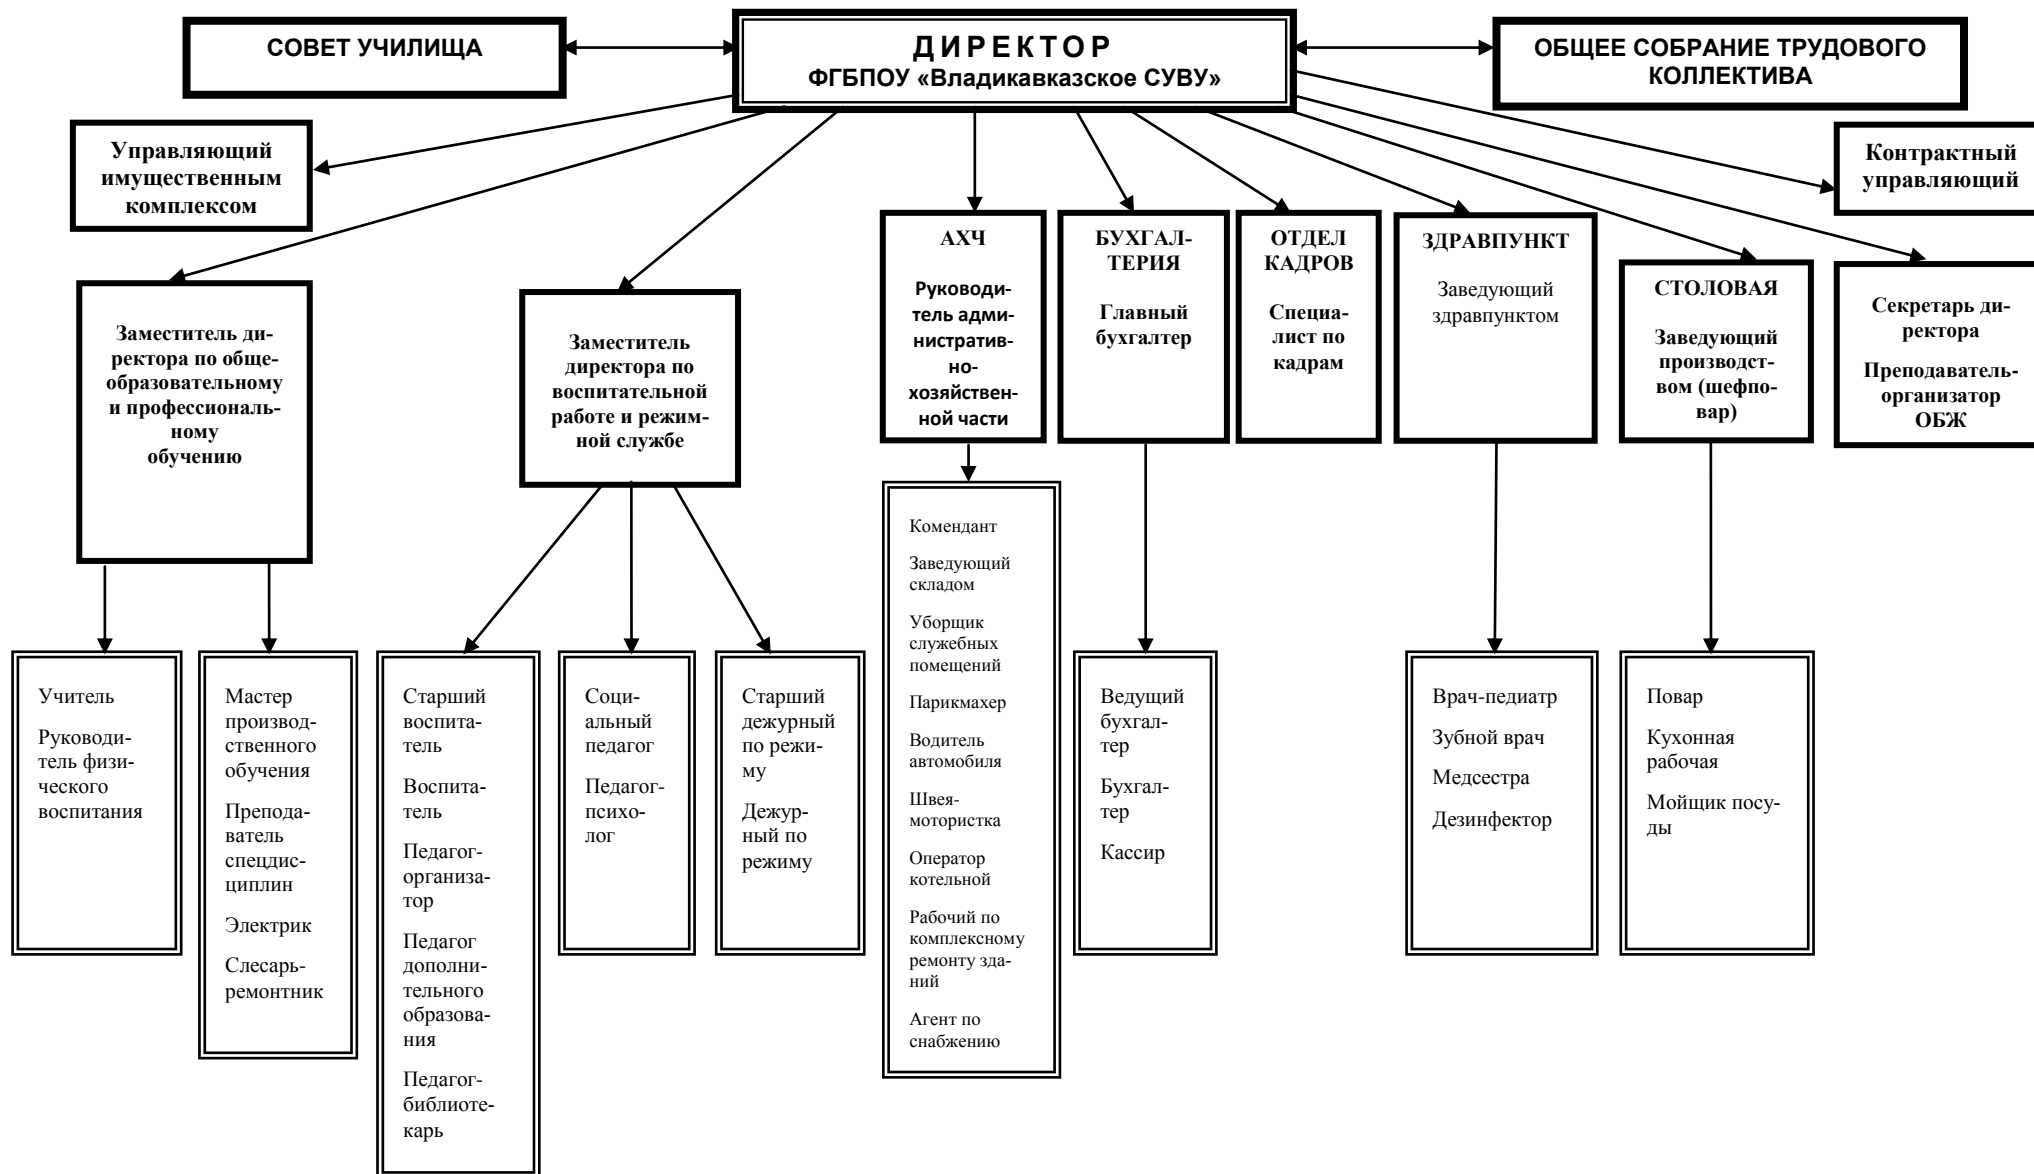 СОВЕТ УЧИЛИЩА
ДИРЕКТОР
ФГБПОУ «Владикавказское СУВУ»
ОБЩЕЕ СОБРАНИЕ ТРУДОВОГО
КОЛЛЕКТИВА
Управляющий
имущественным
комплексом
Контрактный
управляющий
Заместитель ди-
ректора по обще-
образовательному
и профессиональ-
ному
обучению
Заместитель
директора по
воспитательной
работе и режим-
ной службе
АХЧ
Руководи-
тель адми-
нистратив-
но-
хозяйствен-
ной части
БУХГАЛ-
ТЕРИЯ
Главный
бухгалтер
ОТДЕЛ
КАДРОВ
Специа-
лист по
кадрам
ЗДРАВПУНКТ
Заведующий
здравпунктом
СТОЛОВАЯ
Заведующий
производст-
вом (шефпо-
вар)
Секретарь ди-
ректора
Преподаватель-
организатор
ОБЖ
Учитель
Руководи-
тель физи-
ческого
воспитания
Мастер
производ-
ственного
обучения
Препода-
ватель
спецдис-
циплин
Электрик
Слесарь-
ремонтник
Старший
воспита-
тель
Воспита-
тель
Педагог-
организа-
тор
Педагог
дополни-
тельного
образова-
ния
Педагог-
библиоте-
карь
Соци-
альный
педагог
Педагог-
психо-
лог
Старший
дежурный
по режи-
му
Дежур-
ный по
режиму
Комендант
Заведующий
складом
Уборщик
служебных
помещений
Парикмахер
Водитель
автомобиля
Швея-
мотористка
Оператор
котельной
Рабочий по
комплексному
ремонту зда-
ний
Агент по
снабжению
Ведущий
бухгал-
тер
Бухгал-
тер
Кассир
Врач-педиатр
Зубной врач
Медсестра
Дезинфектор
Повар
Кухонная
рабочая
Мойщик посу-
ды